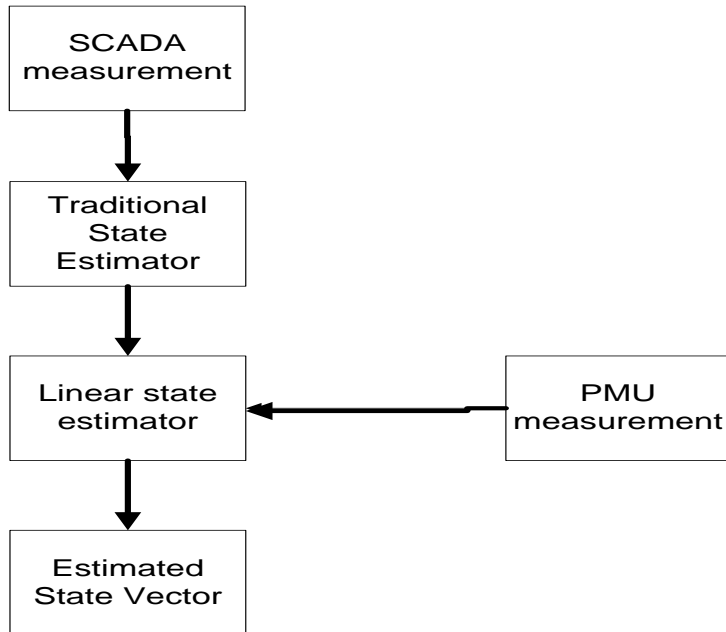 SCADA
measurement
Traditional
State
Estimator
Linear state
estimator
PMU
measurement
Estimated
State Vector